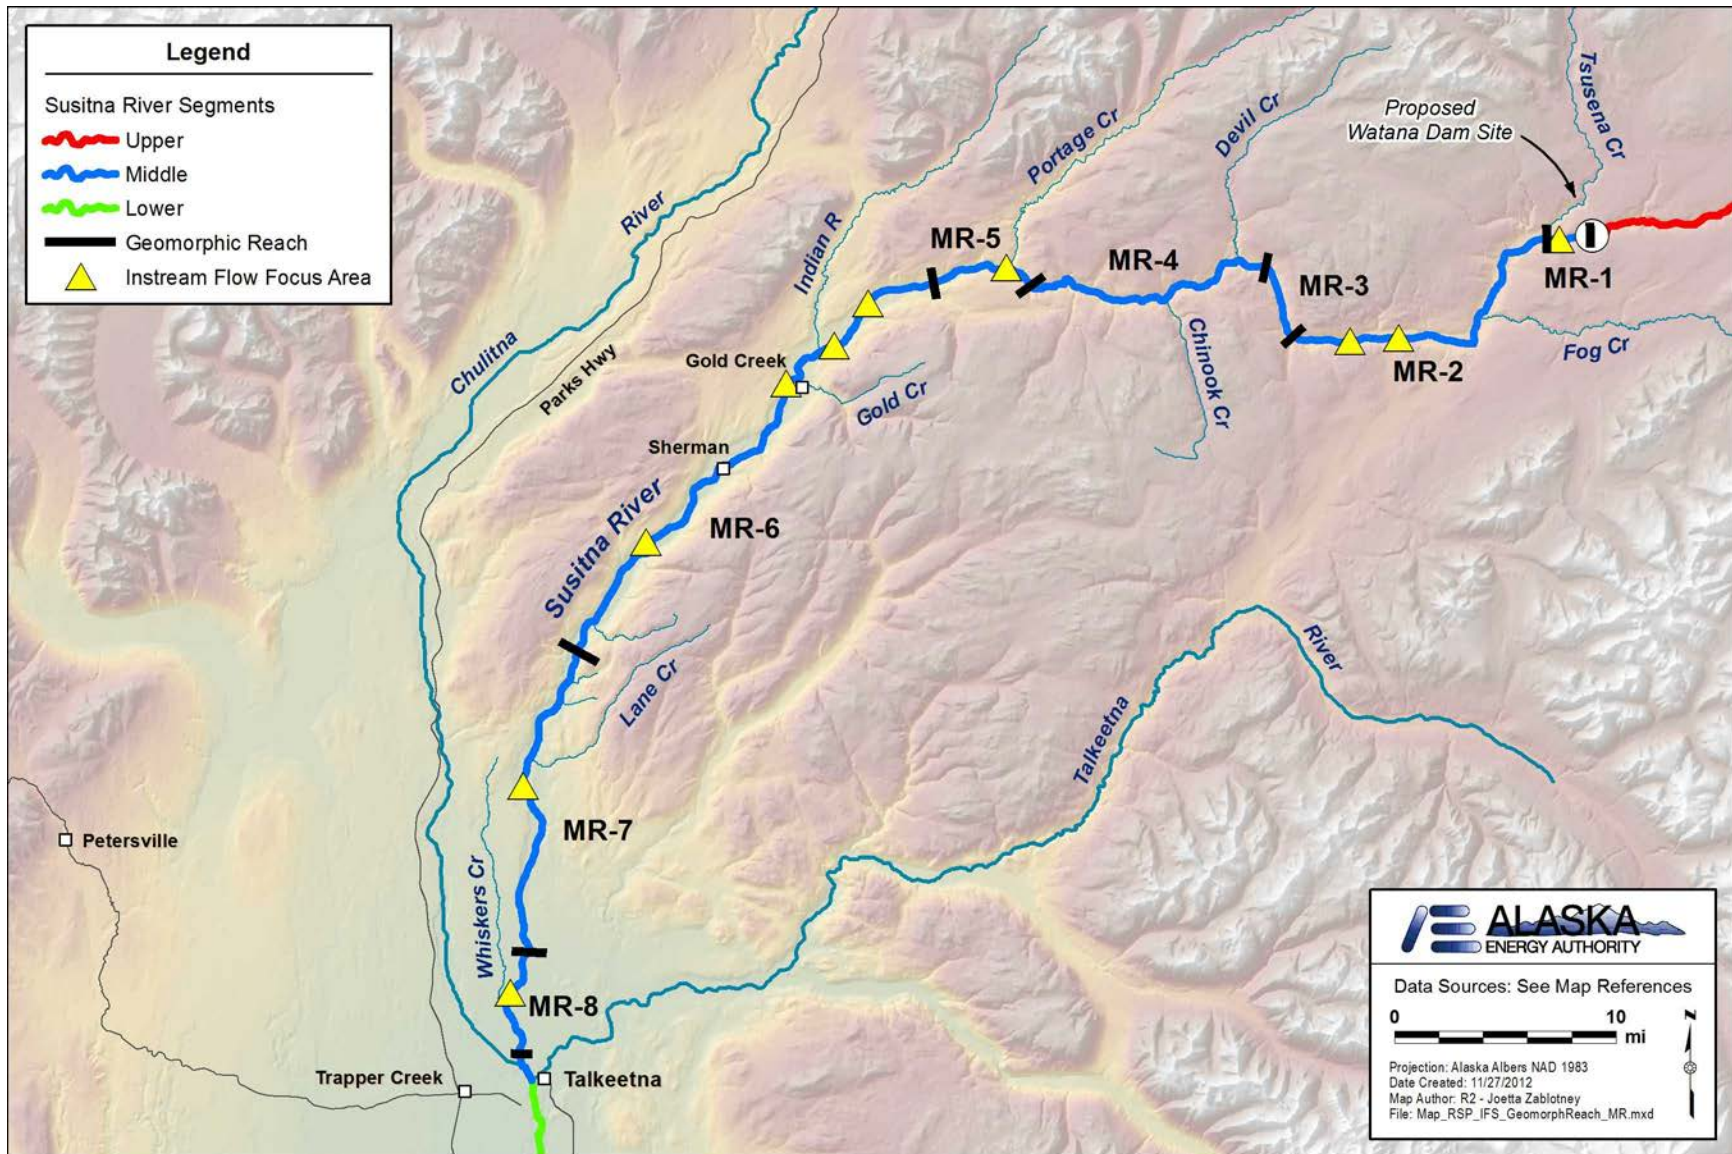 Legend
Susitna River Segments
Upper
Middle
Lower
Geomorphic Reach
Instream Flow Focus Area
Tsusena Cr
Proposed
Watana Dam Site
Devil Cr
Portage Cr
River
Indian R
MR-5
MR-4
MR-3
MR-1
MR-2
Fog Cr
Chulitna
Parks Hwy
Gold Creek
Gold Cr
Chinook Cr
Sherman
Susitna River
MR-6
Lane Cr
River
Talkeetna
Petersville
MR-7
Whiskers Cr
MR-8
Trapper Creek
Talkeetna
ALASKA
ENERGY AUTHORITY
Data Sources: See Map References
0 10
mi
N
Projection: Alaska Albers NAD 1983
Date Created: 11/27/2012
Map Author: R2 - Joetta Zablotney
File: Map_RSP_IFS_GeomorphReach_MR.mxd